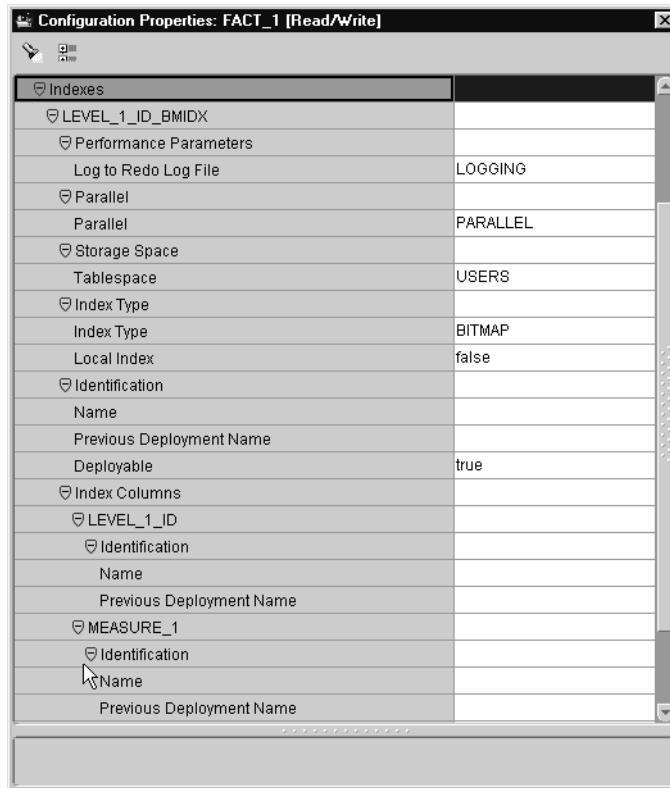 Configuration Properties: FACT_1 [Read/Write]
Indexes
LEVEL_1_ID_BMIDX
Performance Parameters
Log to Redo Log File LOGGING
Parallel
Parallel PARALLEL
Storage Space
Tablespace USERS
Index Type
Index Type BITMAP
Local Index false
Identification
Name
Previous Deployment Name
Deployable true
Index Columns
LEVEL_1_ID
Identification
Name
Previous Deployment Name
MEASURE_1
Identification
Name
Previous Deployment Name